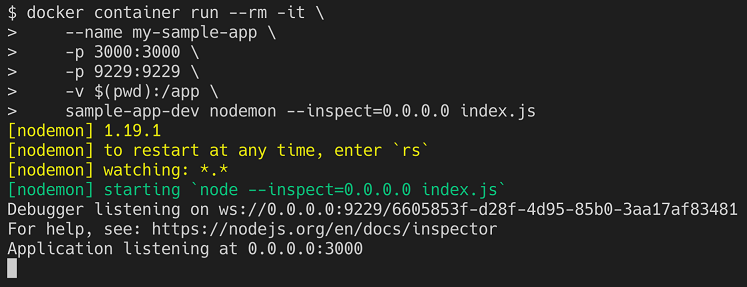 $ docker container run --rm -it \
>     --name my-sample-app \
>     -p 3000:3000 \
>     -p 9229:9229 \
>     -v $(pwd):/app \
>     sample-app-dev nodemon --inspect=0.0.0.0 index.js
[nodemon] 1.19.1
[nodemon] to restart at any time, enter `rs`
[nodemon] watching: *.*
[nodemon] starting `node --inspect=0.0.0.0 index.js`
Debugger listening on ws://0.0.0.0:9229/6605853f-d28f-4d95-85b0-3aa17af83481
For help, see: https://nodejs.org/en/docs/inspector
Application listening at 0.0.0.0:3000